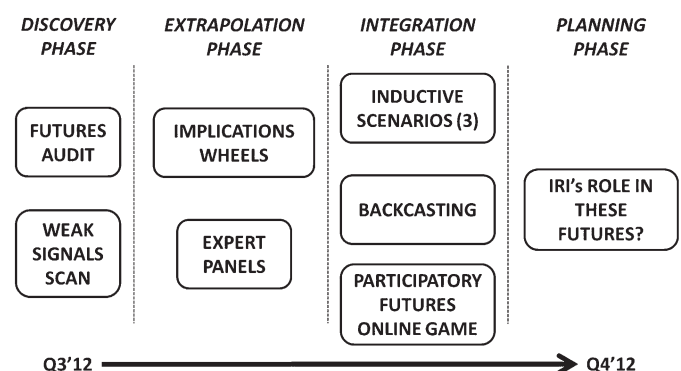 DISCOVERY
PHASE
EXTRAPOLATION
PHASE
INTEGRATION
PHASE
PLANNING
PHASE
FUTURES
AUDIT
WEAK
SIGNALS
SCAN
IMPLICATIONS
WHEELS
EXPERT
PANELS
INDUCTIVE
SCENARIOS (3)
BACKCASTING
PARTICIPATORY
FUTURES
ONLINE GAME
IRI's ROLE IN
THESE
FUTURES?
Q3'12
Q4'12